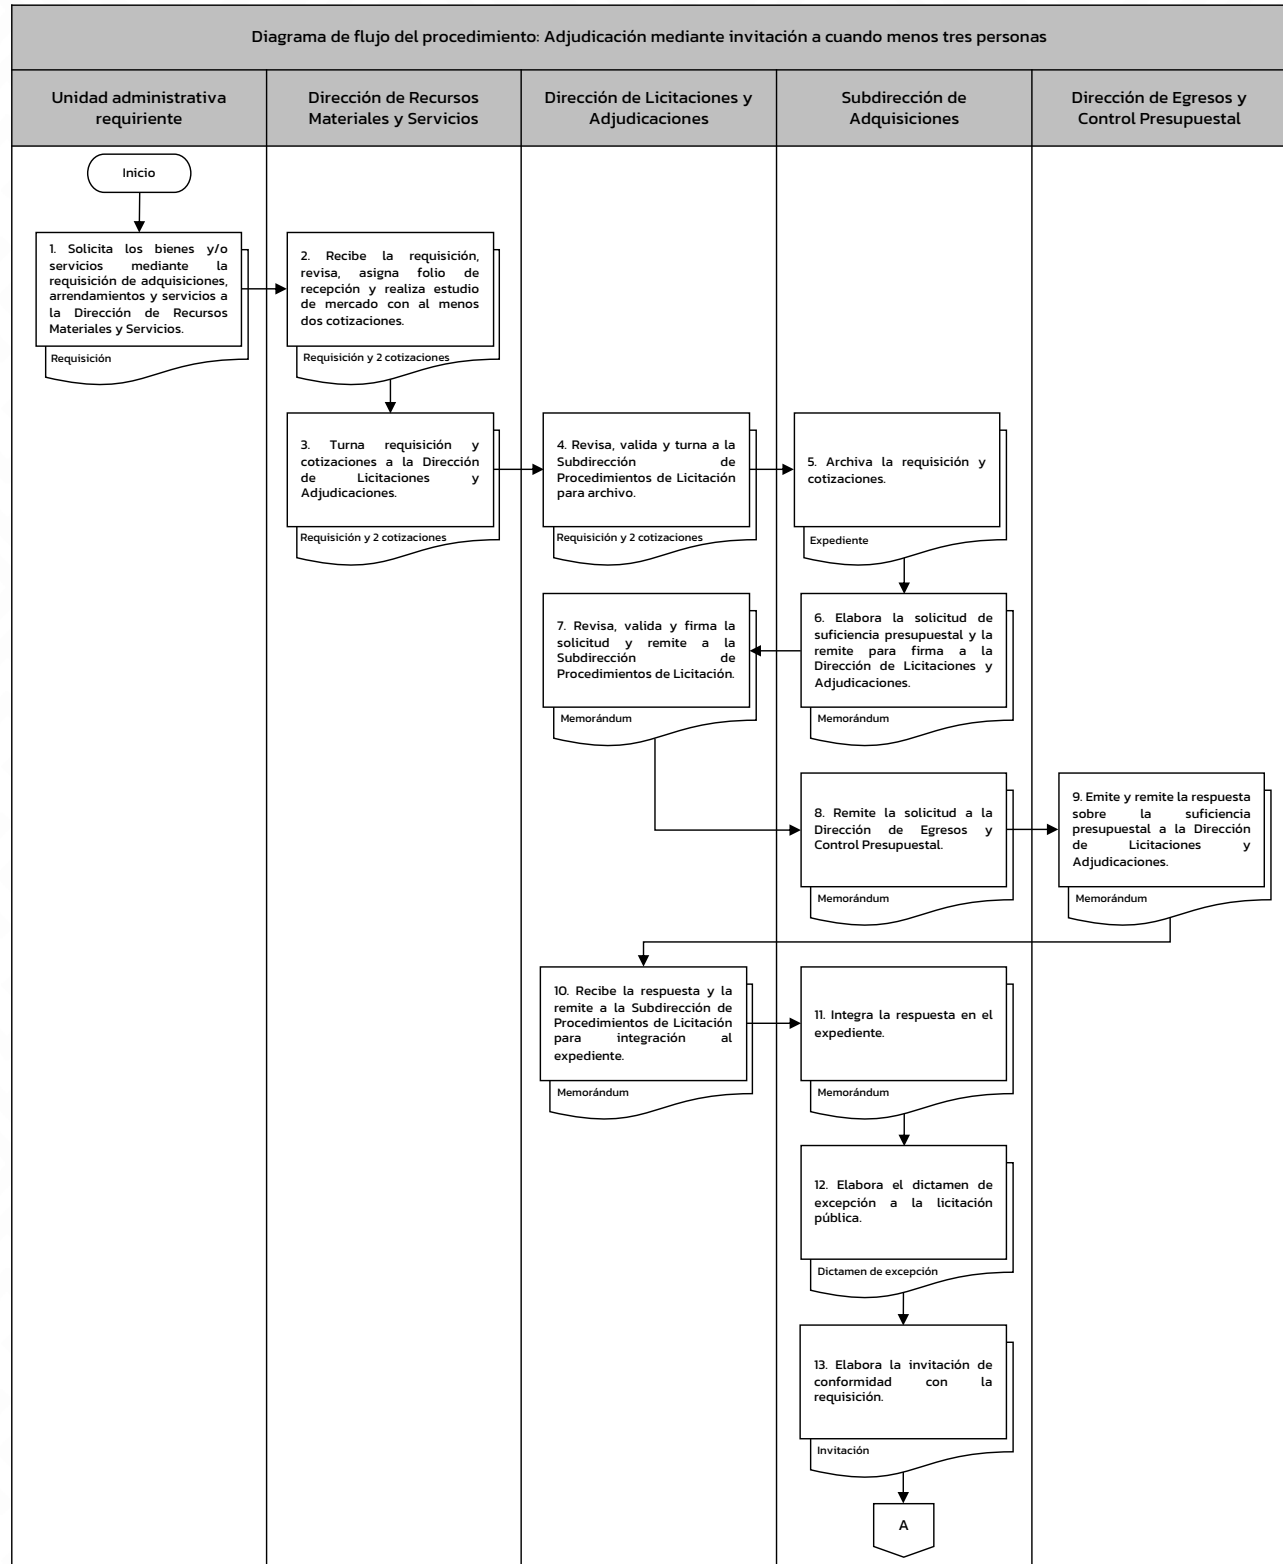 Diagrama de flujo del procedimiento: Adjudicación mediante invitación a cuando menos tres personas
Unidad administrativa
requiriente
Dirección de Recursos
Materiales y Servicios
Dirección de Licitaciones y
Adjudicaciones
Subdirección de
Adquisiciones
Dirección de Egresos y
Control Presupuestal
Inicio
1. Solicita los bienes y/o
servicios mediante la
requisición de adquisiciones,
arrendamientos y servicios a
la Dirección de Recursos
Materiales y Servicios.
Requisición
2. Recibe la requisición,
revisa, asigna folio de
recepción y realiza estudio
de mercado con al menos
dos cotizaciones.
Requisición y 2 cotizaciones
3. Turna requisición y
cotizaciones a la Dirección
de Licitaciones y
Adjudicaciones.
Requisición y 2 cotizaciones
4. Revisa, valida y turna a la
Subdirección de
Procedimientos de Licitación
para archivo.
Requisición y 2 cotizaciones
5. Archiva la requisición y
cotizaciones.
Expediente
6. Elabora la solicitud de
suficiencia presupuestal y la
remite para firma a la
Dirección de Licitaciones y
Adjudicaciones.
Memorándum
7. Revisa, valida y firma la
solicitud y remite a la
Subdirección de
Procedimientos de Licitación.
Memorándum
8. Remite la solicitud a la
Dirección de Egresos y
Control Presupuestal.
Memorándum
9. Emite y remite la respuesta
sobre la suficiencia
presupuestal a la Dirección
de Licitaciones y
Adjudicaciones.
Memorándum
10. Recibe la respuesta y la
remite a la Subdirección de
Procedimientos de Licitación
para integración al
expediente.
Memorándum
11. Integra la respuesta en el
expediente.
Memorándum
12. Elabora el dictamen de
excepción a la licitación
pública.
Dictamen de excepción
13. Elabora la invitación de
conformidad con la
requisición.
Invitación
A